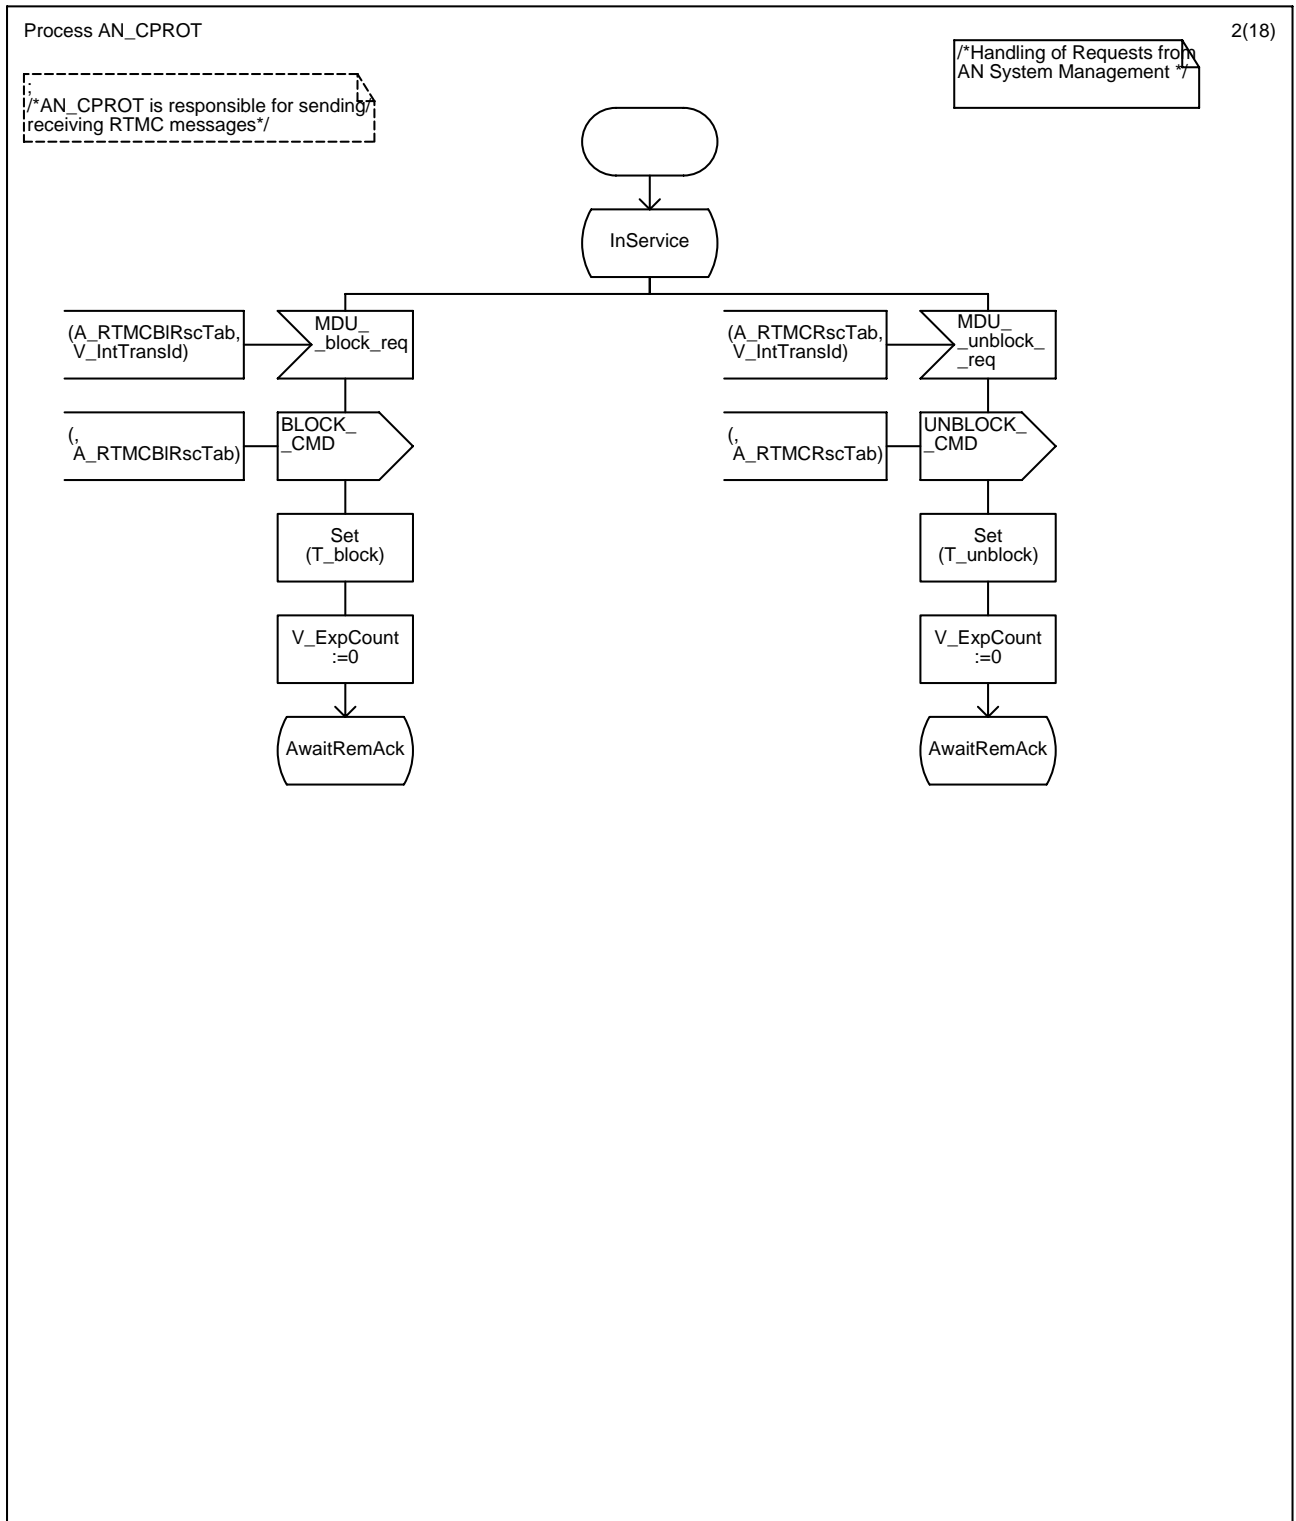 Process AN_CPROT
2(18)
/*Handling of Requests from
AN System Management */
;
/*AN_CPROT is responsible for sending/
receiving RTMC messages*/
InService
(A_RTMCBlRscTab,
V_IntTransId)
MDU_
_block_req
(A_RTMCRscTab,
V_IntTransId)
MDU_
_unblock_
_req
(,
A_RTMCBlRscTab)
BLOCK_
_CMD
(,
A_RTMCRscTab)
UNBLOCK_
_CMD
Set
(T_block)
Set
(T_unblock)
V_ExpCount
:=0
V_ExpCount
:=0
AwaitRemAck
AwaitRemAck